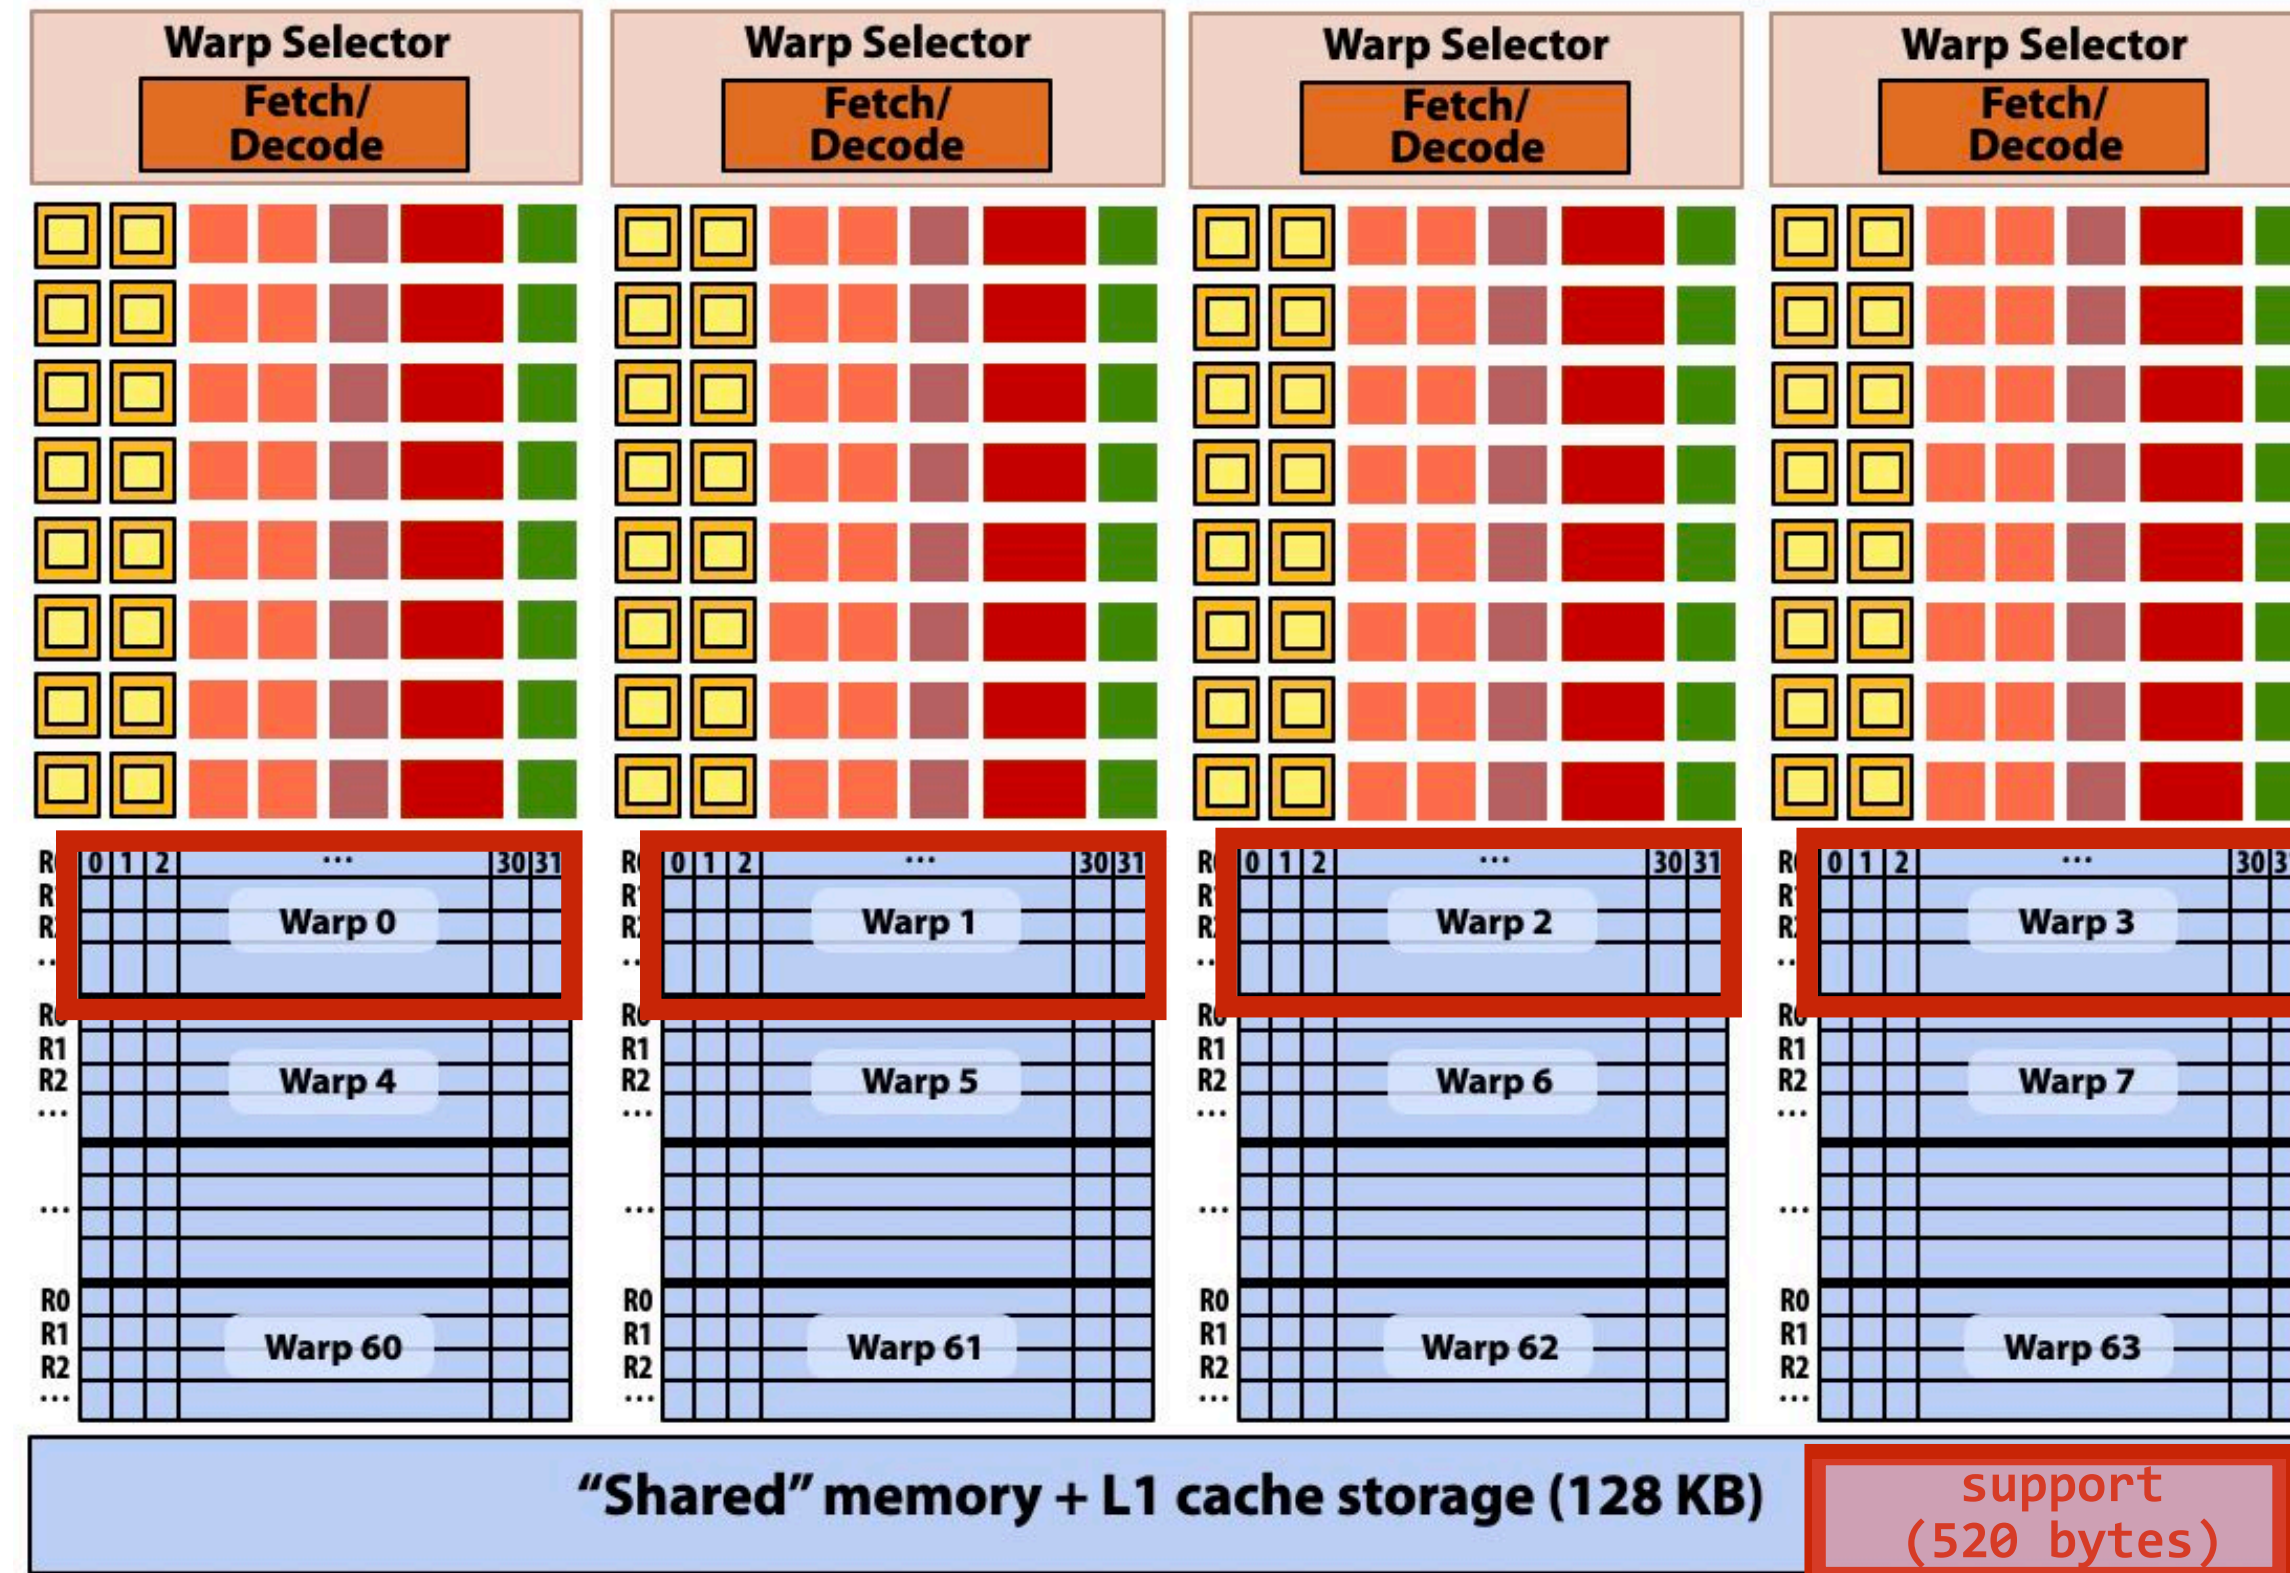 Warp Selector Warp Selector Warp Selector Warp Selector
Fetch/ Fetch/ Fetch/ Fetch/
Decode Decode Decode Decode
0 1 2 ... 30 31 0 1 2 ... 30 31 0 1 2 ... 30 31 0 1 2 ... 30
Warp 0 Warp 1 Warp 2 Warp 3
R1 R1 R1 R1
R2 Warp 4 R2 Warp 5 R2 Warp 6 R2 Warp 7
... ... ... ...
... ... ... ...
R0 R0 R0 R0
R1 Warp 60 R1 Warp 61 R1 Warp 62 R1 Warp 63
R2 R2 R2 R2
... ... ... ...
“Shared” memory + L1 cache storage (128 KB)
support
(520 bytes)